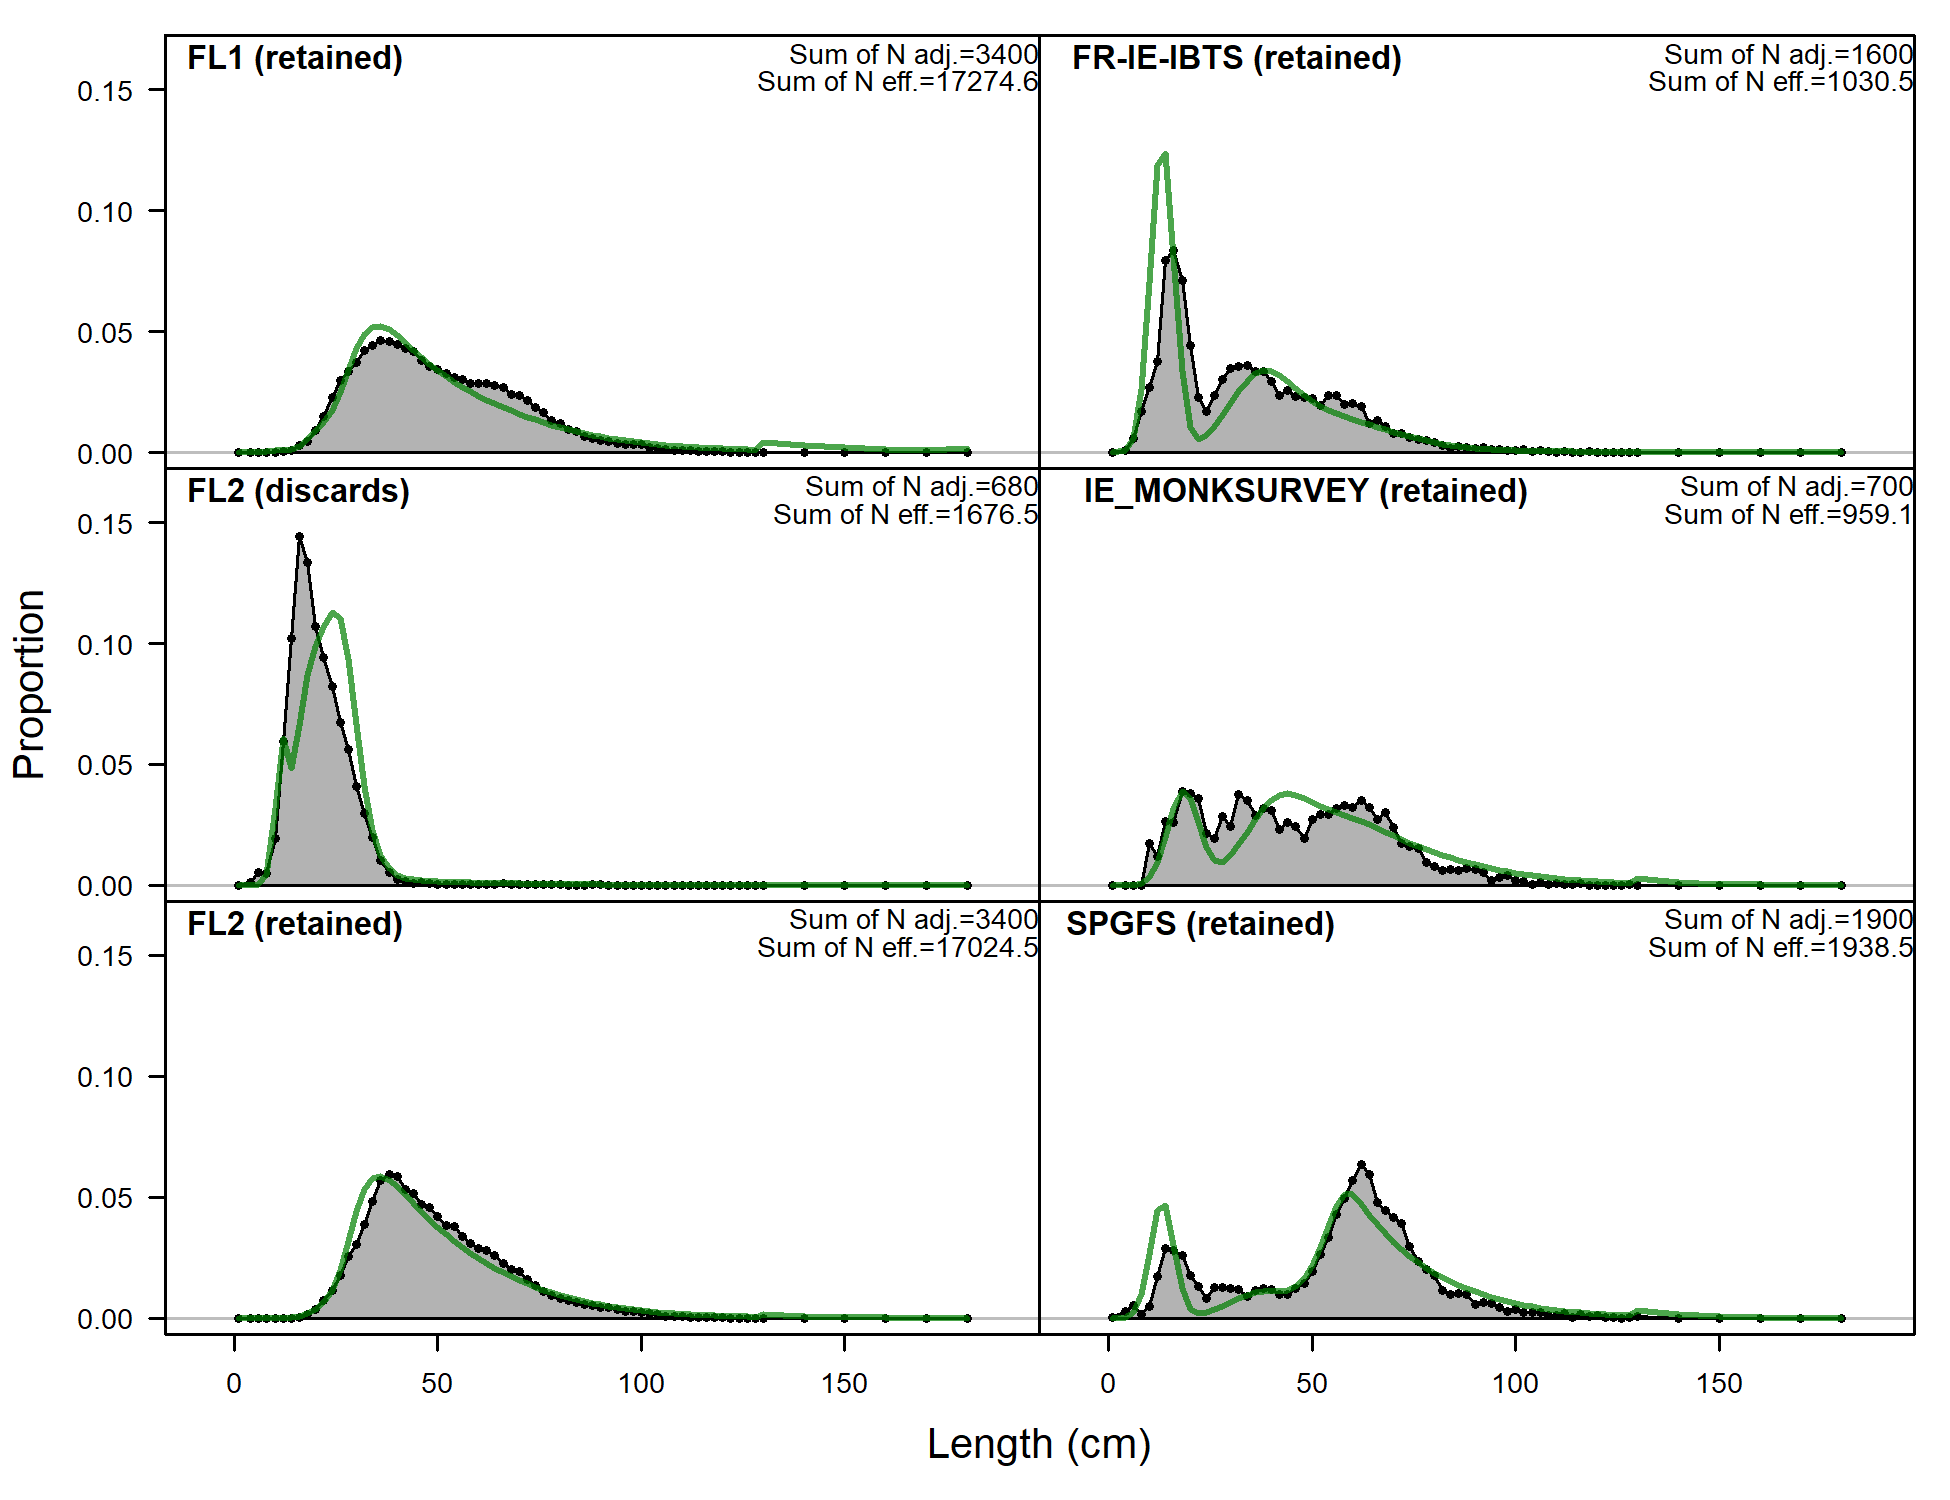 FL1 (retained)
Sum of N adj.=3400
Sum of N eff.=17274.6
FR-IE-IBTS (retained)
Sum of N adj.=1600
Sum of N eff.=1030.5
0.15
0.10
0.05
0.00
FL2 (discards)
Sum of N adj.=680
Sum of N eff.=1676.5
IE_MONKSURVEY (retained)
Sum of N adj.=700
Sum of N eff.=959.1
0.15
0.10
0.05
0.00
FL2 (retained)
Sum of N adj.=3400
Sum of N eff.=17024.5
SPGFS (retained)
Sum of N adj.=1900
Sum of N eff.=1938.5
0.15
0.10
0.05
0.00
0 50 100 150
0 50 100 150
Proportion
Length (cm)